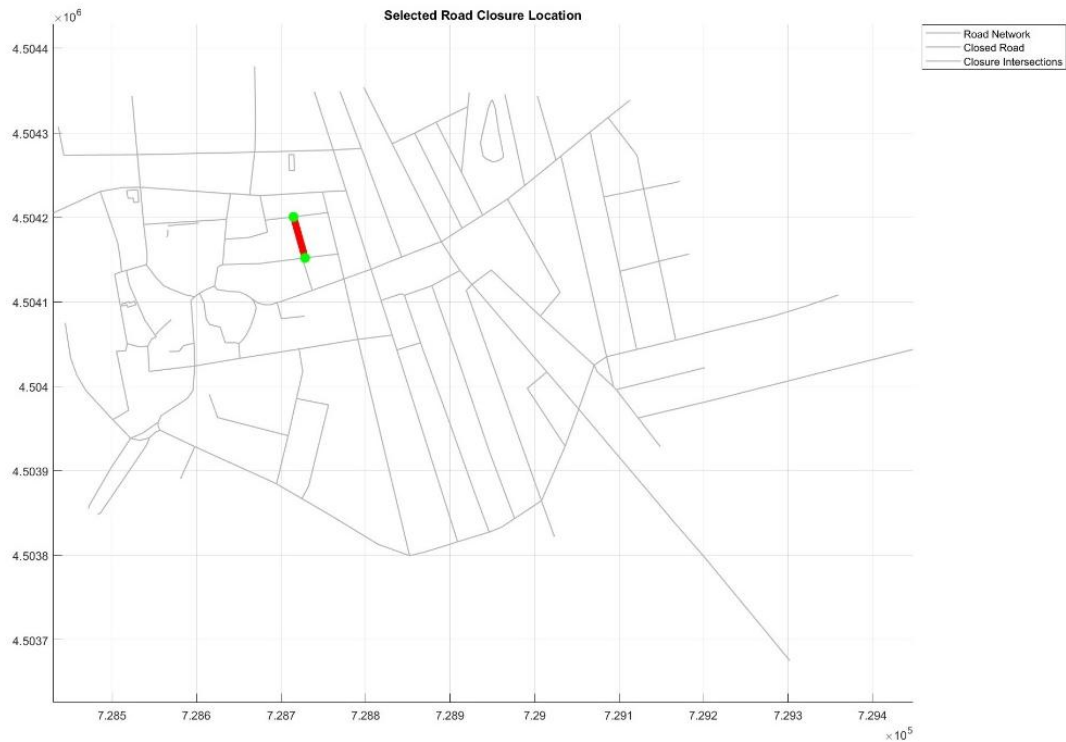 Selected Road Closure Location
×10⁶
4.5044
4.5043
4.5042
4.5041
4.504
4.5039
4.5038
4.5037
7.285 7.286 7.287 7.288 7.289 7.29 7.291 7.292 7.293 7.294
×10⁵
Road Network
Closed Road
Closure Intersections